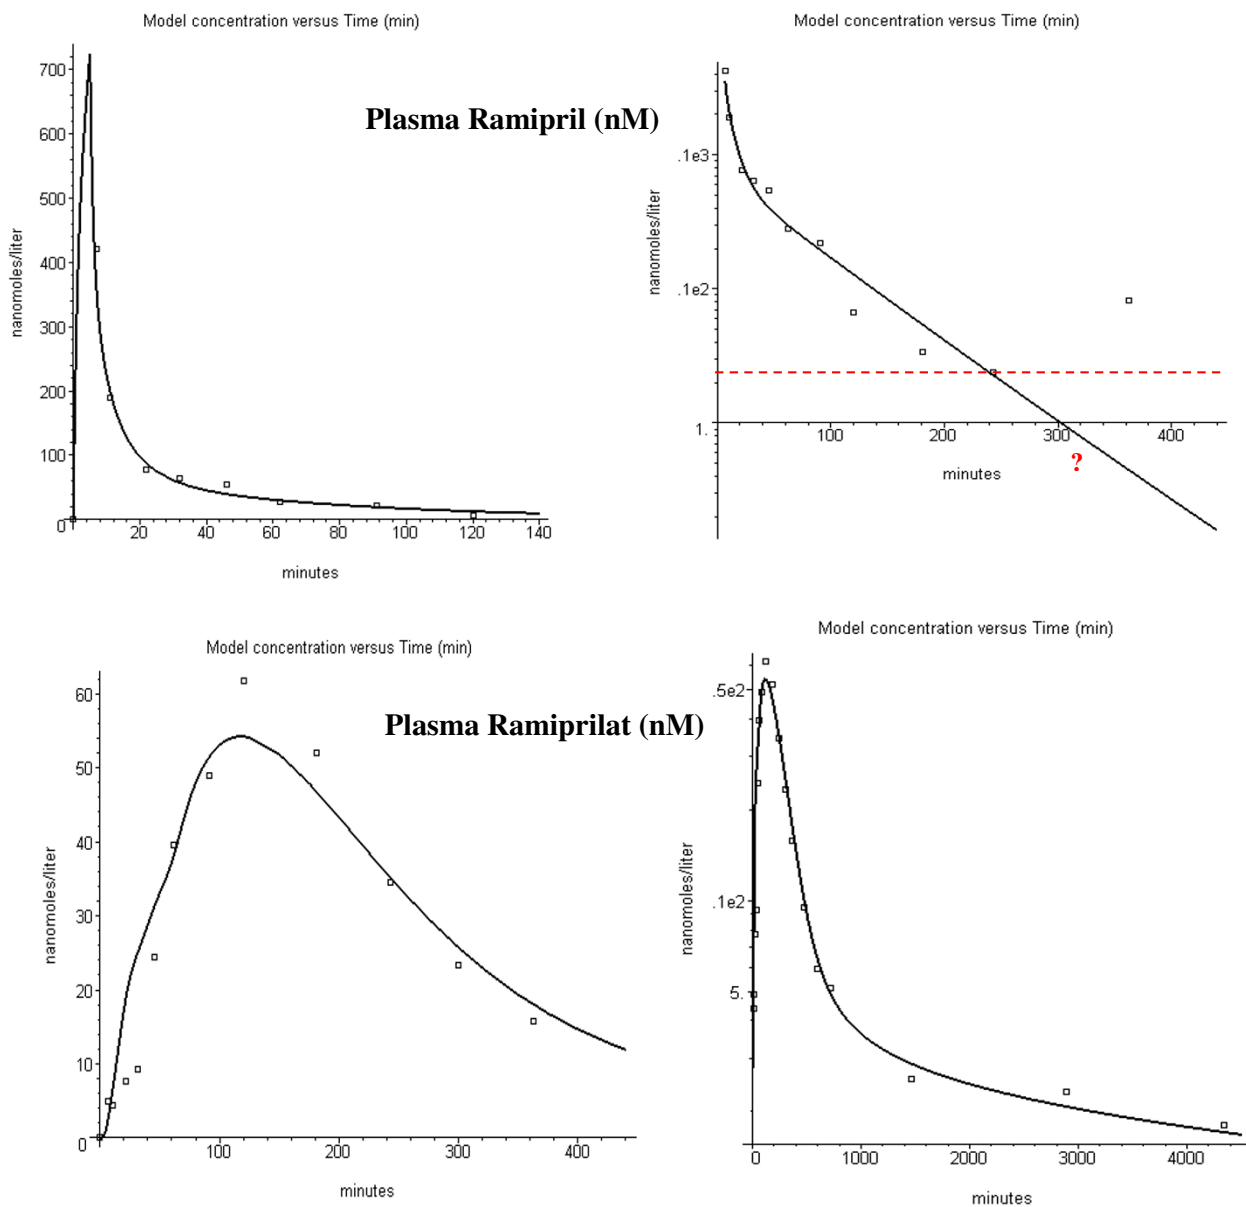 Model concentration versus Time (min)
700
600
500
400
300
200
100
0
nanomoles/liter
20 40 60 80 100 120 140
minutes
Plasma Ramipril (nM)
Model concentration versus Time (min)
.1e3
.1e2
1.
nanomoles/liter
100 200 300 400
minutes
?
Model concentration versus Time (min)
60
50
40
30
20
10
0
nanomoles/liter
100 200 300 400
minutes
Plasma Ramiprilat (nM)
Model concentration versus Time (min)
.5e2
.1e2
5.
nanomoles/liter
0 1000 2000 3000 4000
minutes